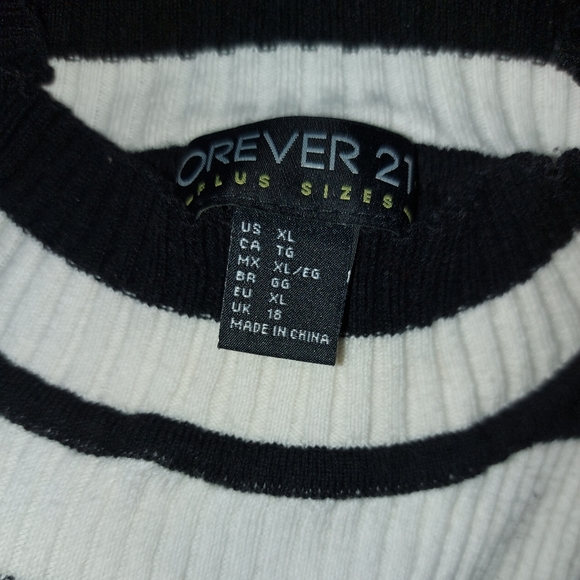 OREVER 21
PLUS SIZES
US XL
CA TG
MX XL/EG
BR GG
EU XL
UK 18
MADE IN CHINA